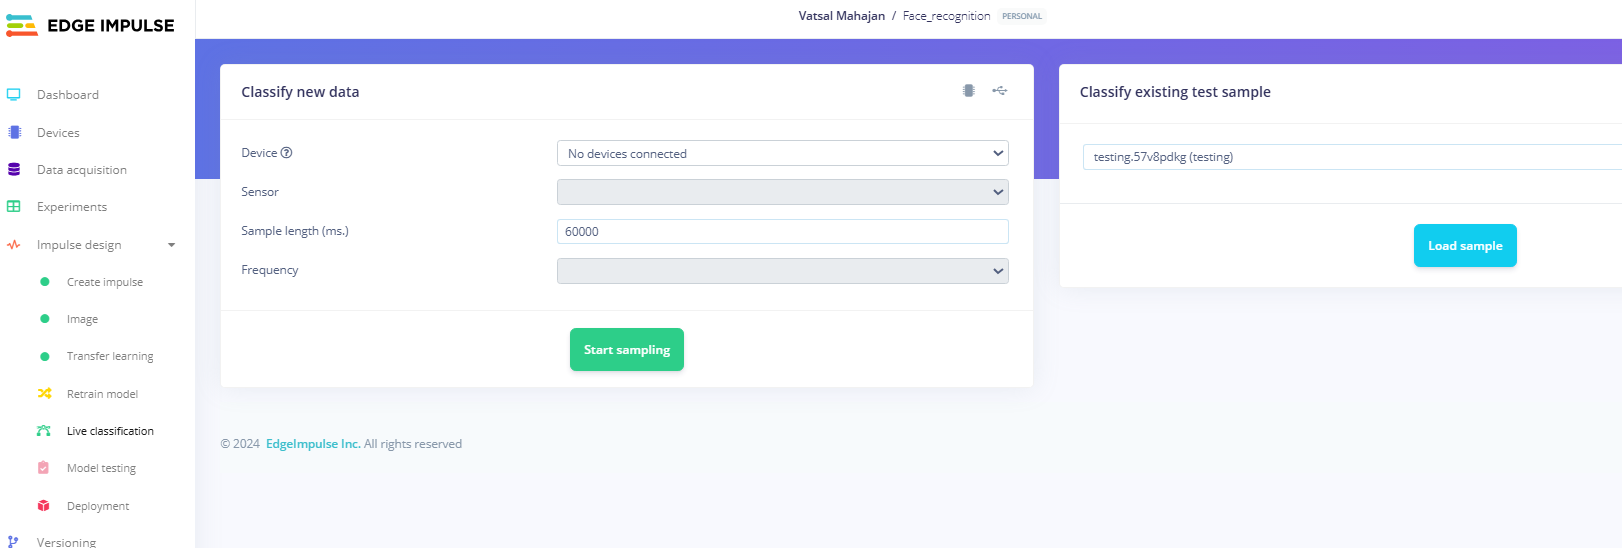 EDGE IMPULSE
Vatsal Mahajan / Face_recognition PERSONAL
Dashboard
Devices
Data acquisition
Experiments
Impulse design
Create impulse
Image
Transfer learning
Retrain model
Live classification
Model testing
Deployment
Versioning
Classify new data
Device
No devices connected
Sensor
Sample length (ms.)
60000
Frequency
Start sampling
Classify existing test sample
testing.57v8pdkg (testing)
Load sample
© 2024 EdgeImpulse Inc. All rights reserved